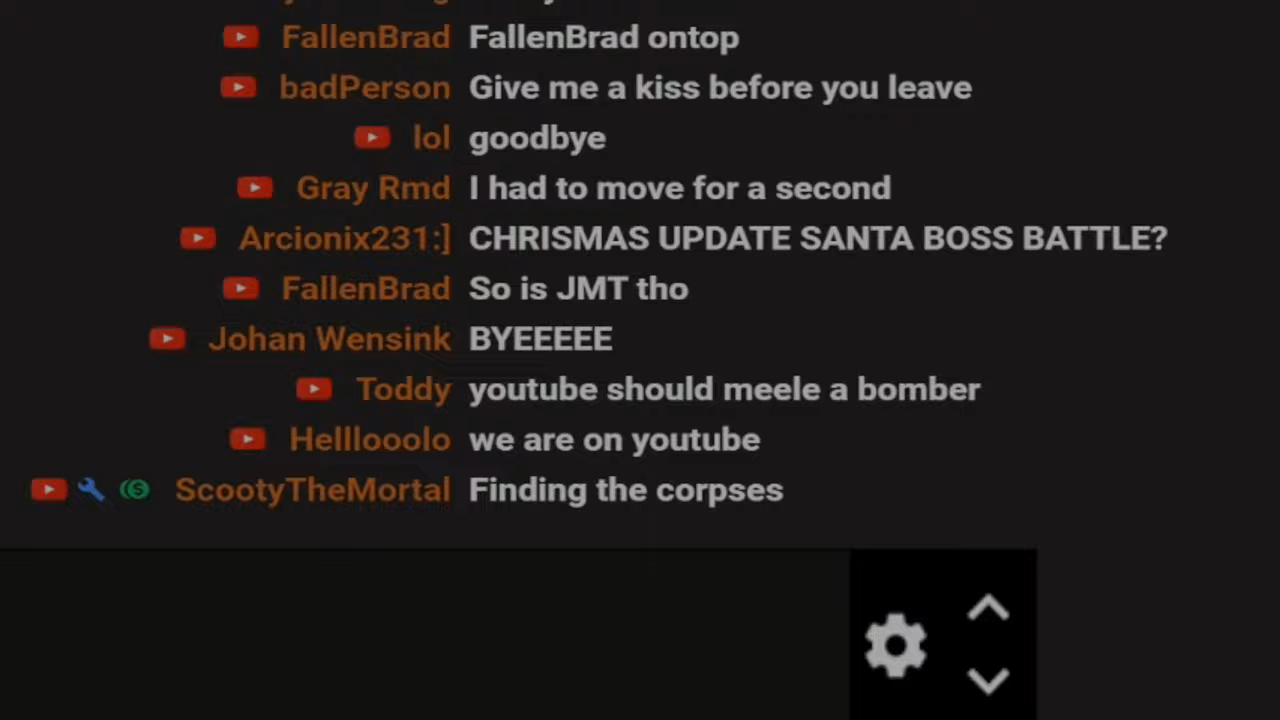 FallenBrad FallenBrad ontop
badPerson Give me a kiss before you leave
lol goodbye
Gray Rmd I had to move for a second
Arcionix231:] CHRISMAS UPDATE SANTA BOSS BATTLE?
FallenBrad So is JMT tho
Johan Wensink BYEEEEE
Toddy youtube should meele a bomber
Helllooolo we are on youtube
ScootyTheMortal Finding the corpses